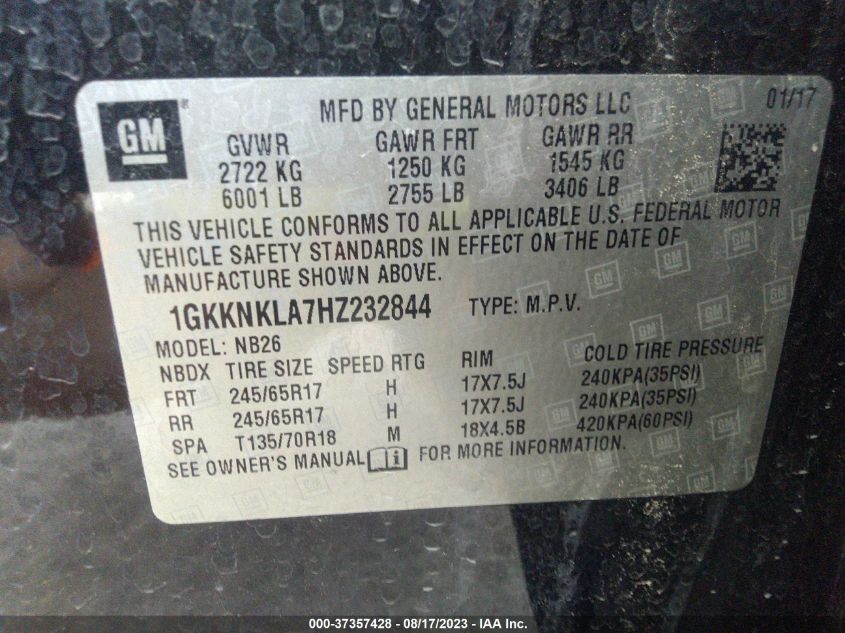 GM
MFD BY GENERAL MOTORS LLC 01/17
GVWR GAWR FRT GAWR RR
2722 KG 1250 KG 1545 KG
6001 LB 2755 LB 3406 LB
THIS VEHICLE CONFORMS TO ALL APPLICABLE U.S. FEDERAL MOTOR
VEHICLE SAFETY STANDARDS IN EFFECT ON THE DATE OF
MANUFACTURE SHOWN ABOVE.
1GKKNKLA7HZ232844 TYPE: M.P.V.
MODEL: NB26
NBDX TIRE SIZE SPEED RTG RIM COLD TIRE PRESSURE
FRT 245/65R17 H 17X7.5J 240KPA(35PSI)
RR 245/65R17 H 17X7.5J 240KPA(35PSI)
SPA T135/70R18 M 18X4.5B 420KPA(60PSI)
SEE OWNER'S MANUAL FOR MORE INFORMATION.
000-37357428 - 08/17/2023 - IAA Inc.